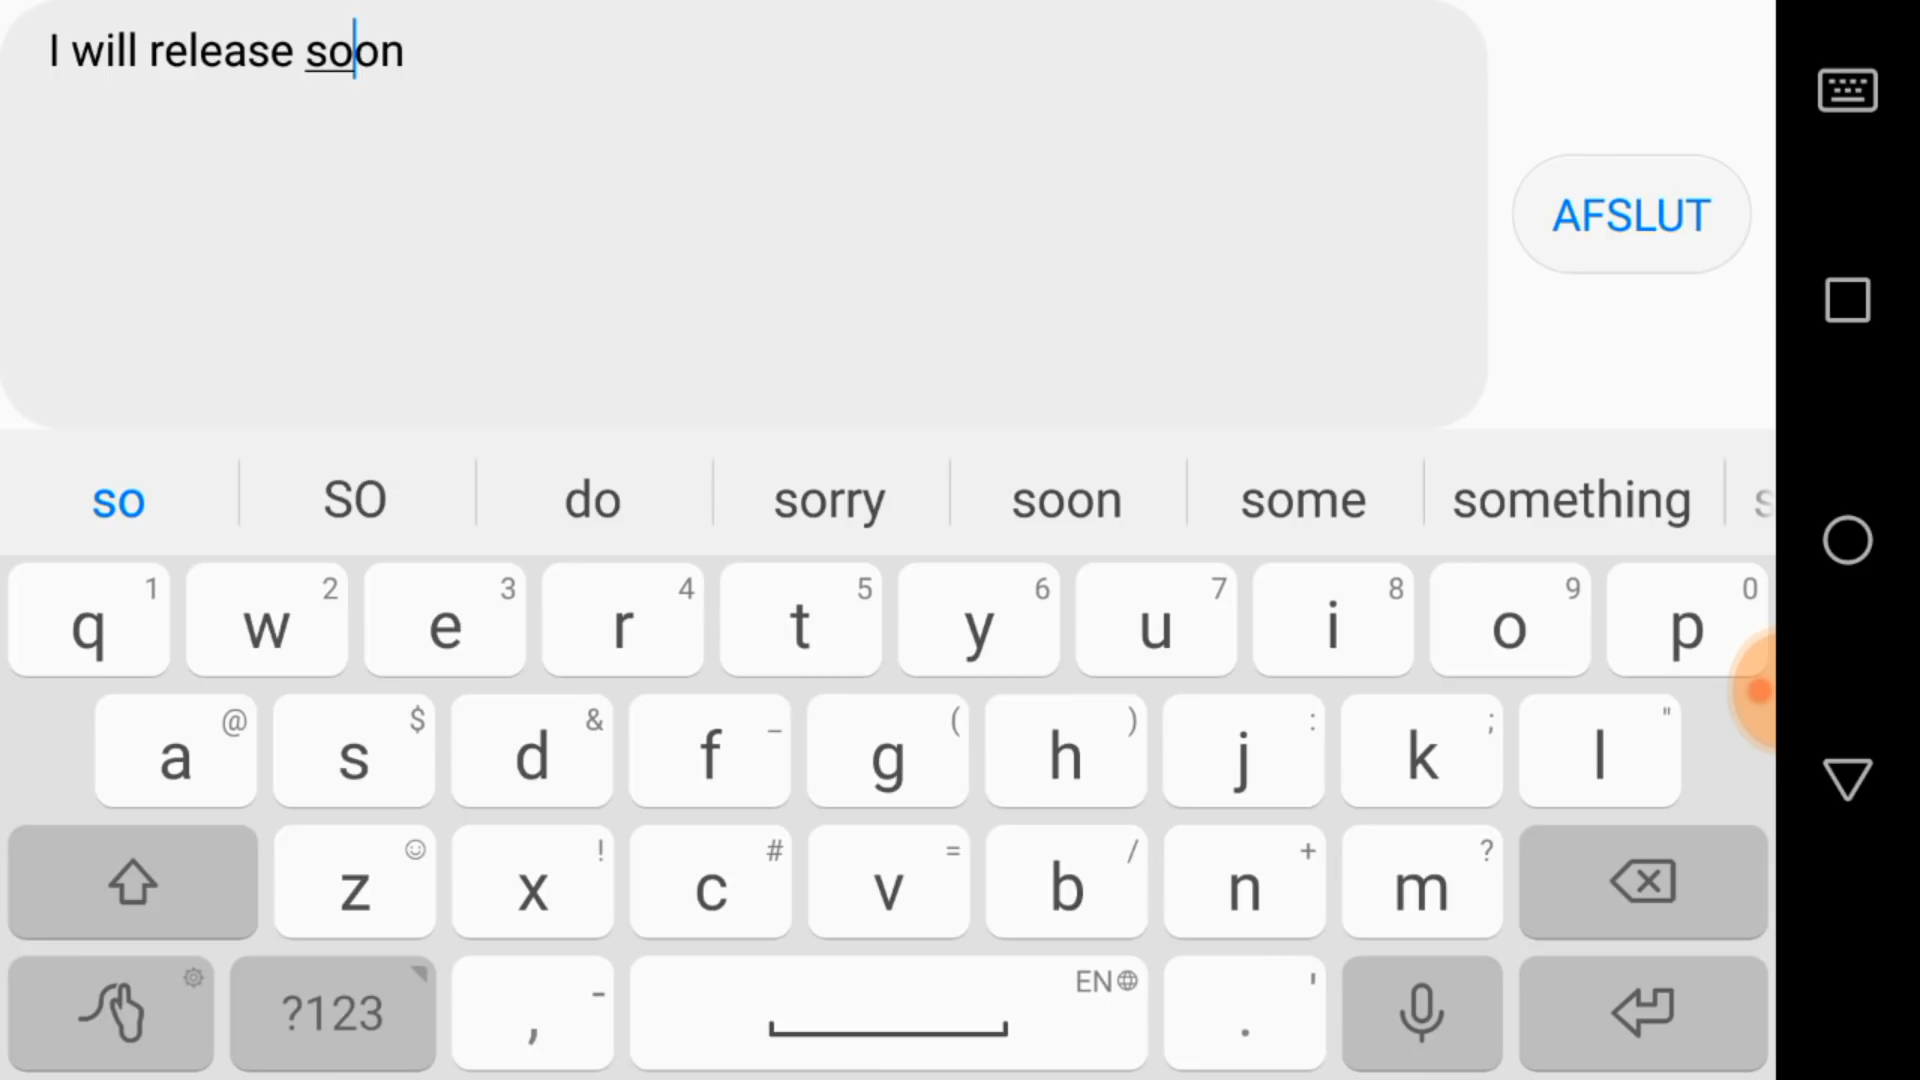 I will release soon
AFSLUT
so SO do sorry soon some something s
1 2 3 4 5 6 7 8 9 0
q w e r t y u i o p
@ $ & _ ( ) : ; "
a s d f g h j k l
! # = / + ?
z x c v b n m
- EN '
?123 , .